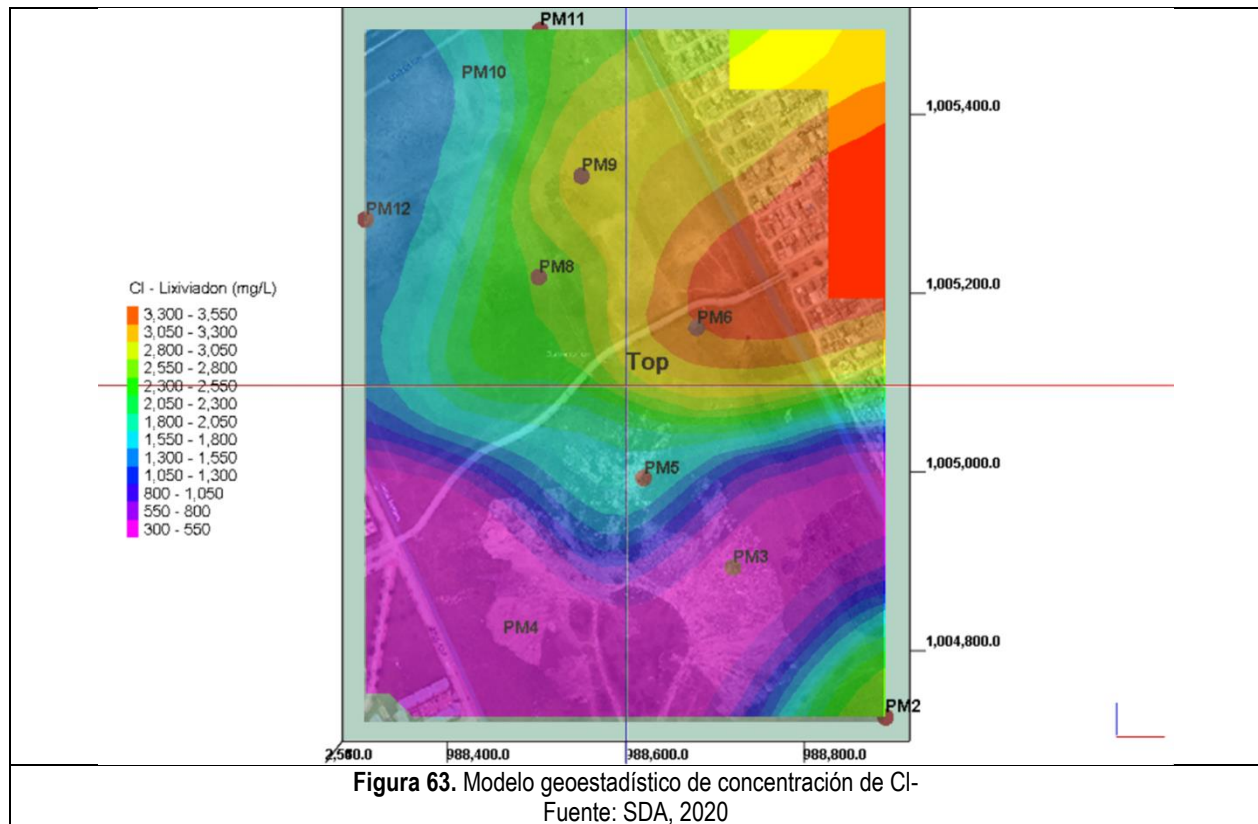 PM11
PM10
1,005,400.0
PM9
PM12
PM8
1,005,200.0
Cl - Lixiviadon (mg/L)
3,300 - 3,550
3,050 - 3,300
2,800 - 3,050
2,550 - 2,800
2,300 - 2,550
2,050 - 2,300
1,800 - 2,050
1,550 - 1,800
1,300 - 1,550
1,050 - 1,300
800 - 1,050
550 - 800
300 - 550
PM6
Top
PM5
1,005,000.0
PM3
PM4
1,004,800.0
PM2
988,400.0
988,600.0
988,800.0
Figura 63. Modelo geoestadístico de concentración de Cl-
Fuente: SDA, 2020